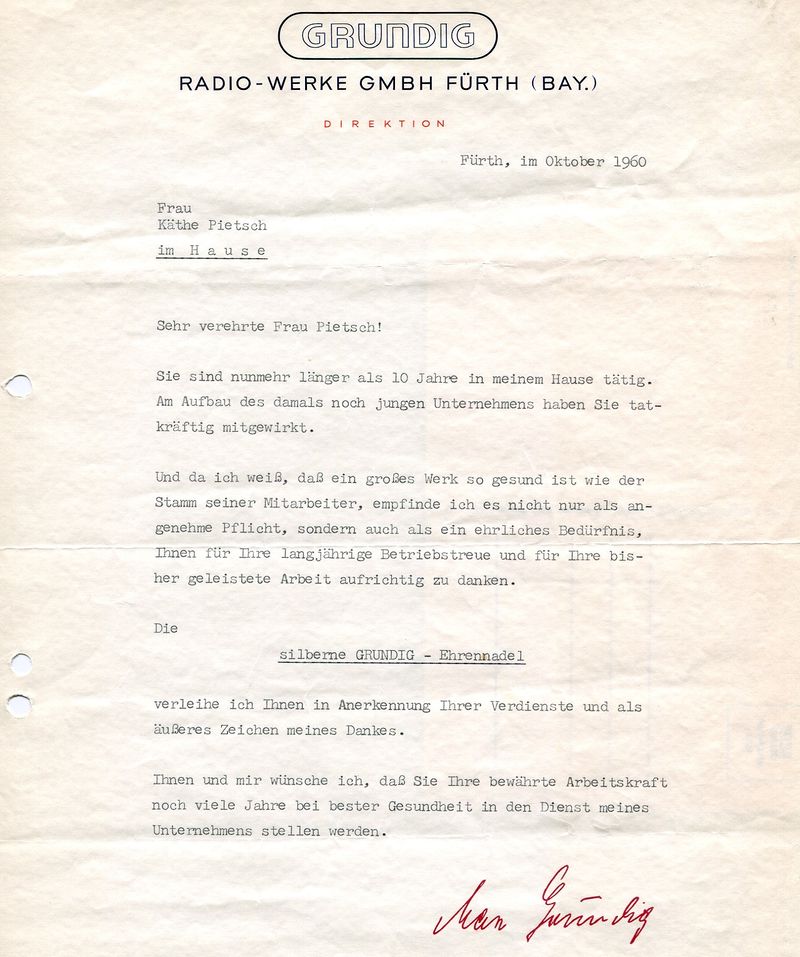 GRUNDIG
RADIO-WERKE GMBH FÜRTH (BAY.)
DIREKTION
Fürth, im Oktober 1960
Frau
Käthe Pietsch
im H a u s e
Sehr verehrte Frau Pietsch!
Sie sind nunmehr länger als 10 Jahre in meinem Hause tätig.
Am Aufbau des damals noch jungen Unternehmens haben Sie tat-
kräftig mitgewirkt.
Und da ich weiß, daß ein großes Werk so gesund ist wie der
Stamm seiner Mitarbeiter, empfinde ich es nicht nur als an-
genehme Pflicht, sondern auch als ein ehrliches Bedürfnis,
Ihnen für Ihre langjährige Betriebstreue und für Ihre bis-
her geleistete Arbeit aufrichtig zu danken.
Die
silberne GRUNDIG - Ehrennadel
verleihe ich Ihnen in Anerkennung Ihrer Verdienste und als
äußeres Zeichen meines Dankes.
Ihnen und mir wünsche ich, daß Sie Ihre bewährte Arbeitskraft
noch viele Jahre bei bester Gesundheit in den Dienst meines
Unternehmens stellen werden.
Max Grundig